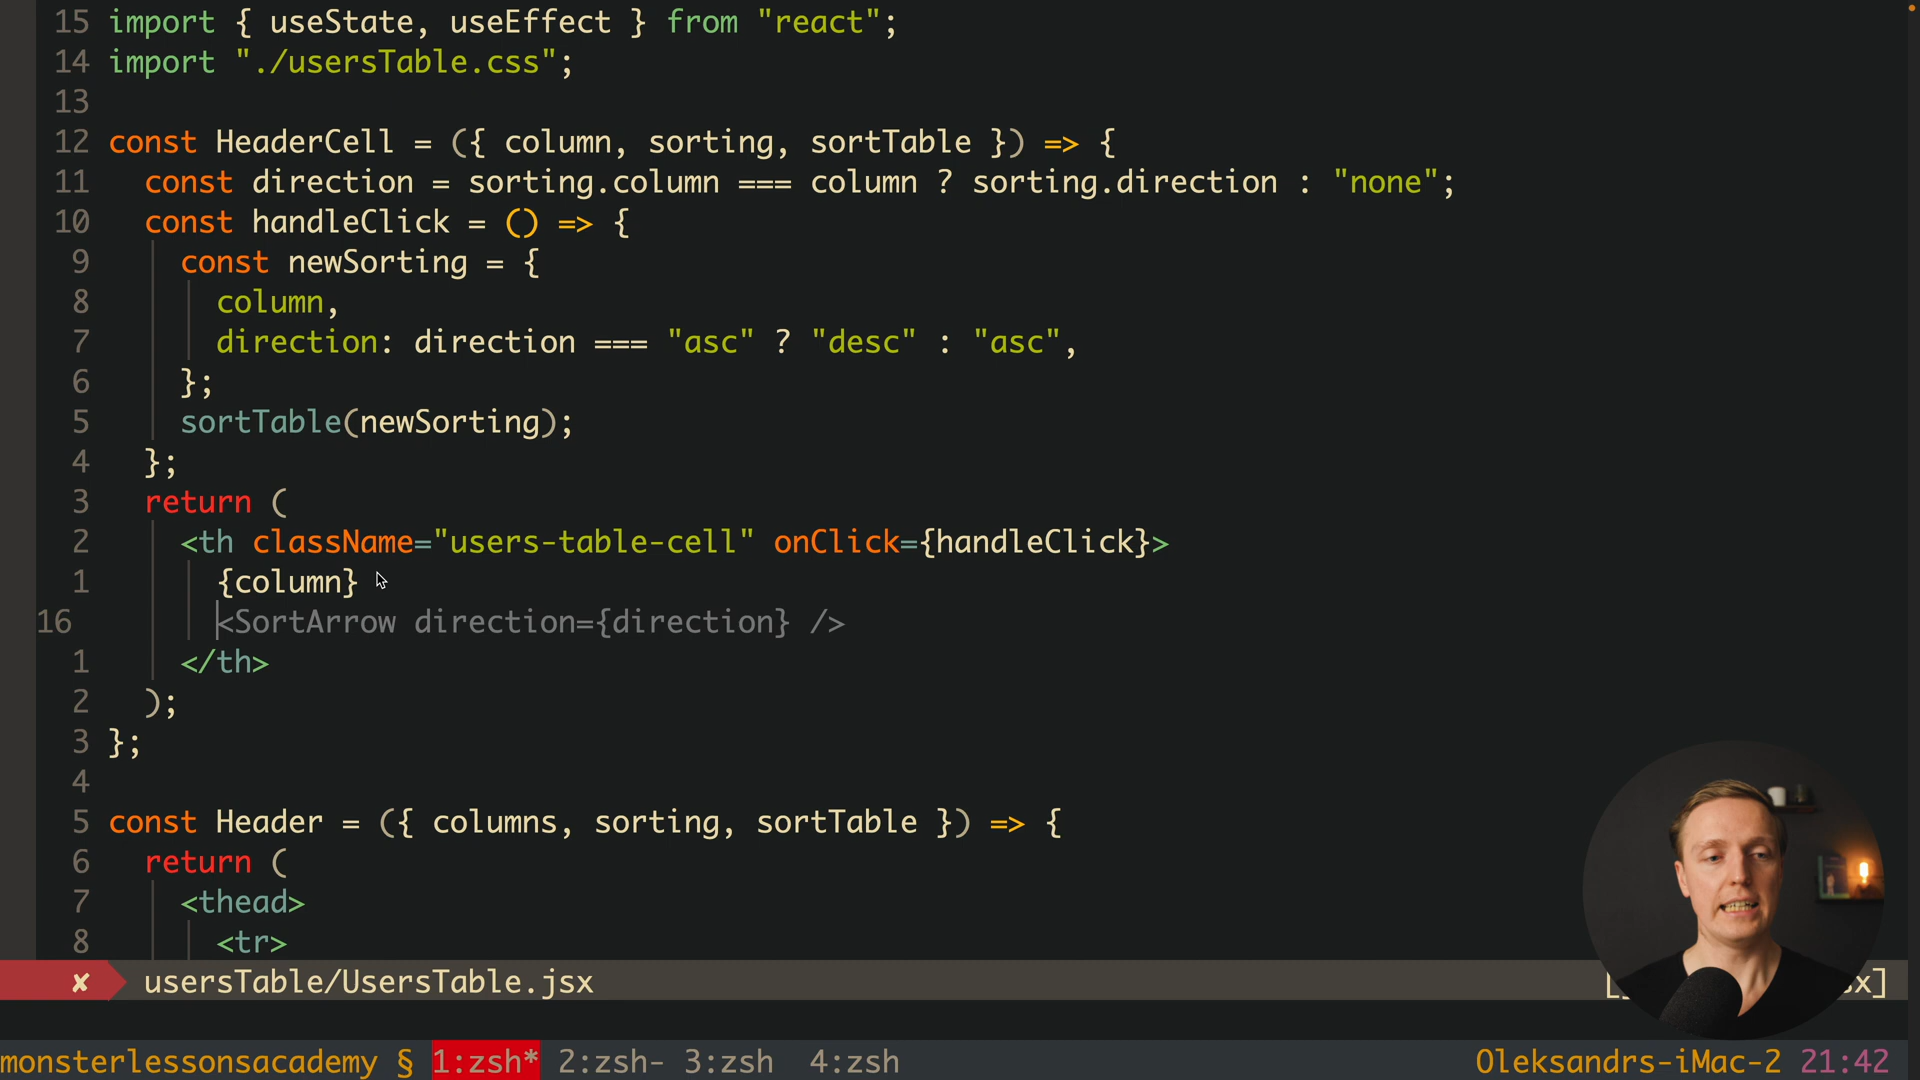 15 import { useState, useEffect } from "react";
14 import "./usersTable.css";
13
12 const HeaderCell = ({ column, sorting, sortTable }) => {
11 const direction = sorting.column === column ? sorting.direction : "none";
10 const handleClick = () => {
9 const newSorting = {
8 column,
7 direction: direction === "asc" ? "desc" : "asc",
6 };
5 sortTable(newSorting);
4 };
3 return (
2 <th className="users-table-cell" onClick={handleClick}>
1 {column}
16 <SortArrow direction={direction} />
1 </th>
2 );
3 };
4
5 const Header = ({ columns, sorting, sortTable }) => {
6 return (
7 <thead>
8 <tr>
✘ usersTable/UsersTable.jsx
monsterlessonsacademy § 1:zsh* 2:zsh- 3:zsh 4:zsh Oleksandrs-iMac-2 21:42